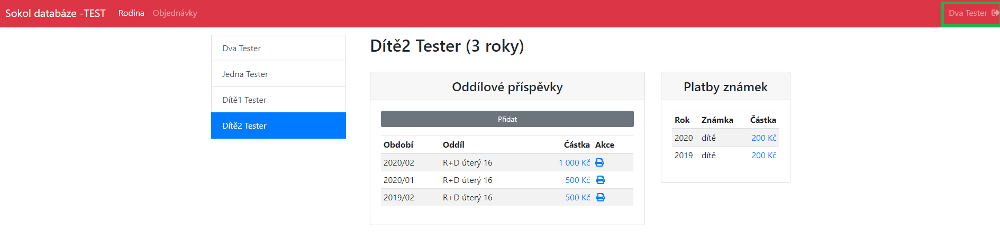 Sokol databáze -TEST Rodina Objednávky Dva Tester
Dva Tester
Jedna Tester
Dítě1 Tester
Dítě2 Tester
Dítě2 Tester (3 roky)
Oddílové příspěvky
Přidat
Období Oddíl Částka Akce
2020/02 R+D úterý 16 1 000 Kč
2020/01 R+D úterý 16 500 Kč
2019/02 R+D úterý 16 500 Kč
Platby známek
Rok Známka Částka
2020 dítě 200 Kč
2019 dítě 200 Kč